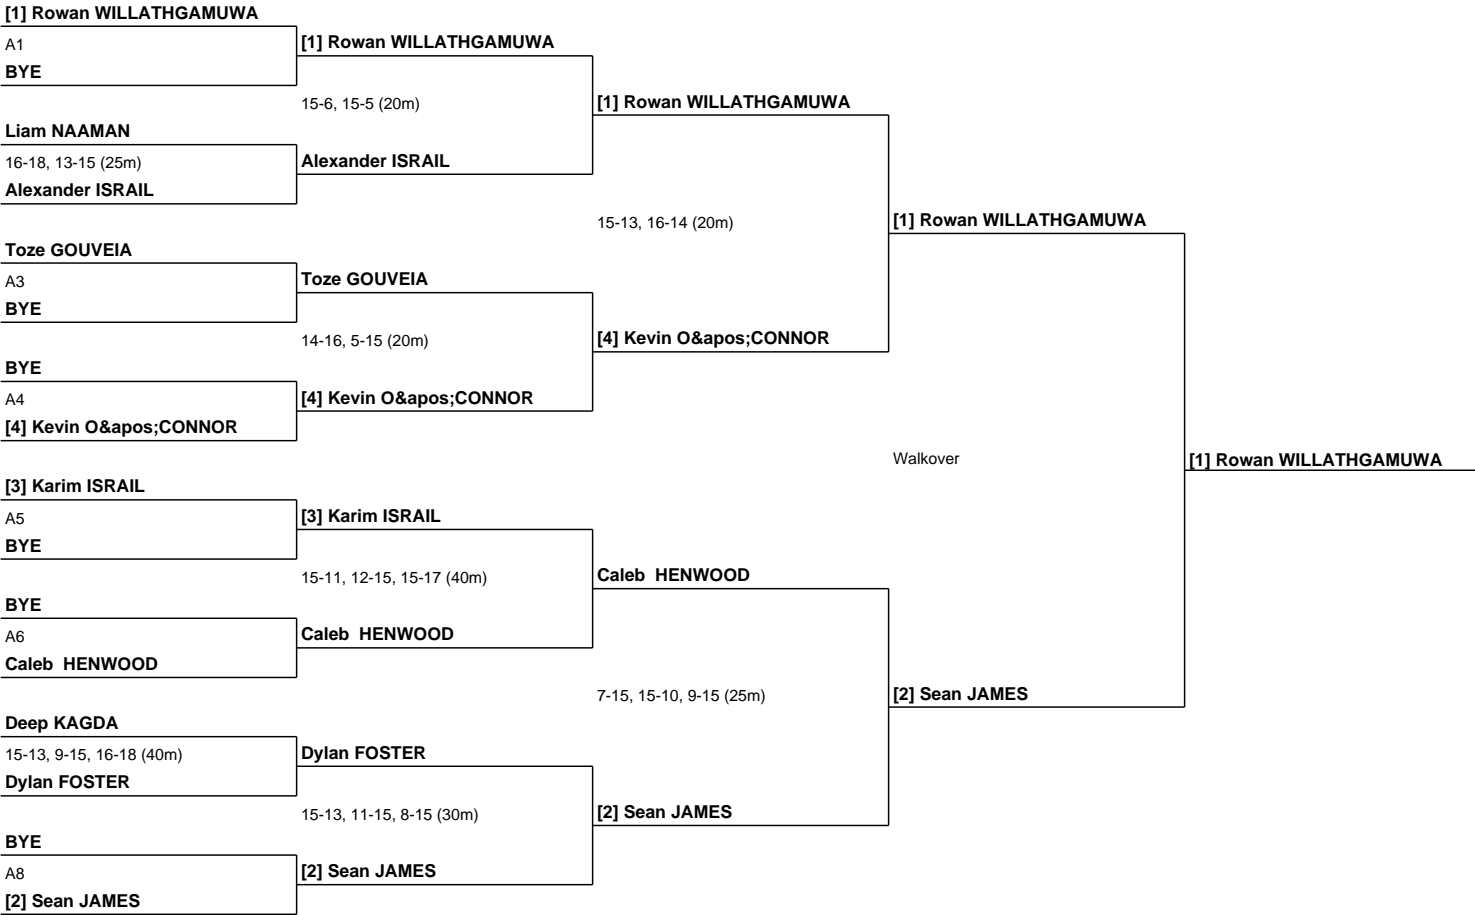 [1] Rowan WILLATHGAMUWA
A1
BYE
Liam NAAMAN
16-18, 13-15 (25m)
Alexander ISRAIL
Toze GOUVEIA
A3
BYE
BYE
A4
[4] Kevin O&apos;CONNOR
[3] Karim ISRAIL
A5
BYE
BYE
A6
Caleb  HENWOOD
Deep KAGDA
15-13, 9-15, 16-18 (40m)
Dylan FOSTER
BYE
A8
[2] Sean JAMES
[1] Rowan WILLATHGAMUWA
15-6, 15-5 (20m)
Alexander ISRAIL
Toze GOUVEIA
14-16, 5-15 (20m)
[4] Kevin O&apos;CONNOR
[3] Karim ISRAIL
15-11, 12-15, 15-17 (40m)
Caleb  HENWOOD
Dylan FOSTER
15-13, 11-15, 8-15 (30m)
[2] Sean JAMES
[1] Rowan WILLATHGAMUWA
15-13, 16-14 (20m)
[4] Kevin O&apos;CONNOR
Caleb  HENWOOD
7-15, 15-10, 9-15 (25m)
[2] Sean JAMES
[1] Rowan WILLATHGAMUWA
Walkover
[2] Sean JAMES
[1] Rowan WILLATHGAMUWA